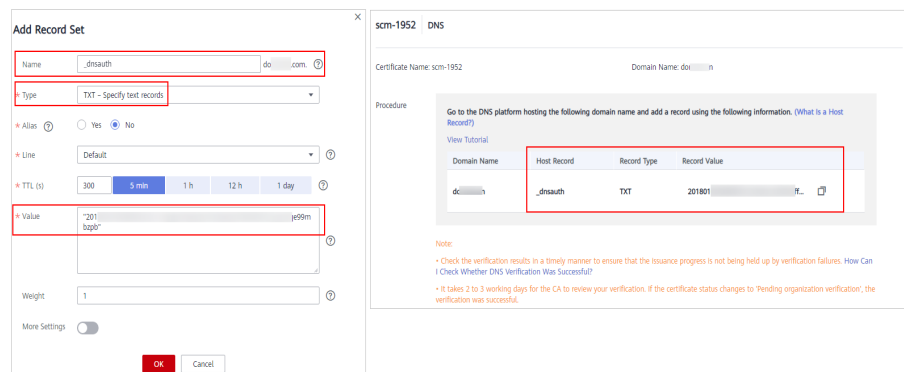 Add Record Set
Name
_dnsauth
do
.com.
* Type
TXT – Specify text records
* Alias
Yes
No
* Line
Default
* TTL (s)
300
5 min
1 h
12 h
1 day
* Value
"201
je99m
bzpb"
Weight
1
More Settings
OK
Cancel
scm-1952
DNS
Certificate Name: scm-1952
Domain Name: do
n
Procedure
Go to the DNS platform hosting the following domain name and add a record using the following information. (What Is a Host
Record?)
View Tutorial
Domain Name
Host Record
Record Type
Record Value
do
n
_dnsauth
TXT
201801
ff...
Note:
• Check the verification results in a timely manner to ensure that the issuance progress is not being held up by verification failures. How Can
I Check Whether DNS Verification Was Successful?
• It takes 2 to 3 working days for the CA to review your verification. If the certificate status changes to 'Pending organization verification', the
verification was successful.